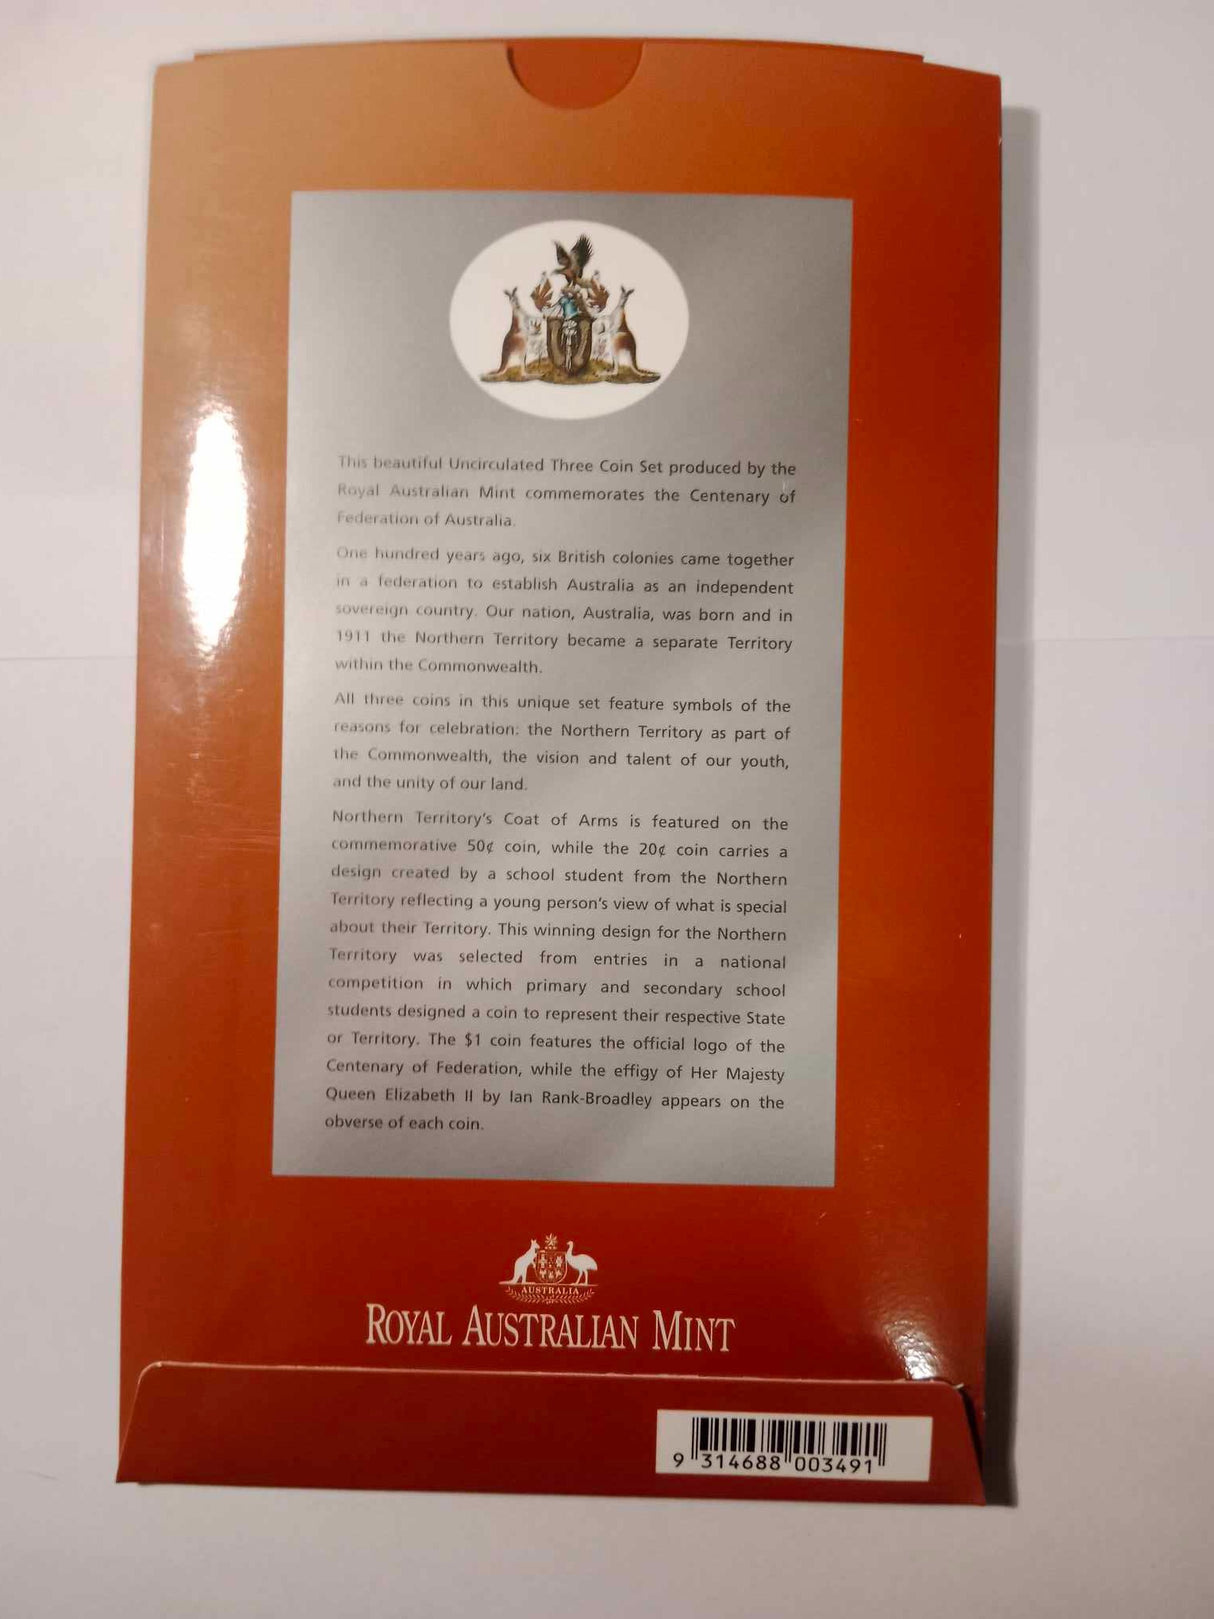 This beautiful Uncirculated Three Coin Set produced by the
Royal Australian Mint commemorates the Centenary of
Federation of Australia.
One hundred years ago, six British colonies came together
in a federation to establish Australia as an independent
sovereign country. Our nation, Australia, was born and in
1911 the Northern Territory became a separate Territory
within the Commonwealth.
All three coins in this unique set feature symbols of the
reasons for celebration: the Northern Territory as part of
the Commonwealth, the vision and talent of our youth,
and the unity of our land.
Northern Territory's Coat of Arms is featured on the
commemorative 50¢ coin, while the 20¢ coin carries a
design created by a school student from the Northern
Territory reflecting a young person's view of what is special
about their Territory. This winning design for the Northern
Territory was selected from entries in a national
competition in which primary and secondary school
students designed a coin to represent their respective State
or Territory. The $1 coin features the official logo of the
Centenary of Federation, while the effigy of Her Majesty
Queen Elizabeth II by Ian Rank-Broadley appears on the
obverse of each coin.
AUSTRALIA
ROYAL AUSTRALIAN MINT
9 314688 003491